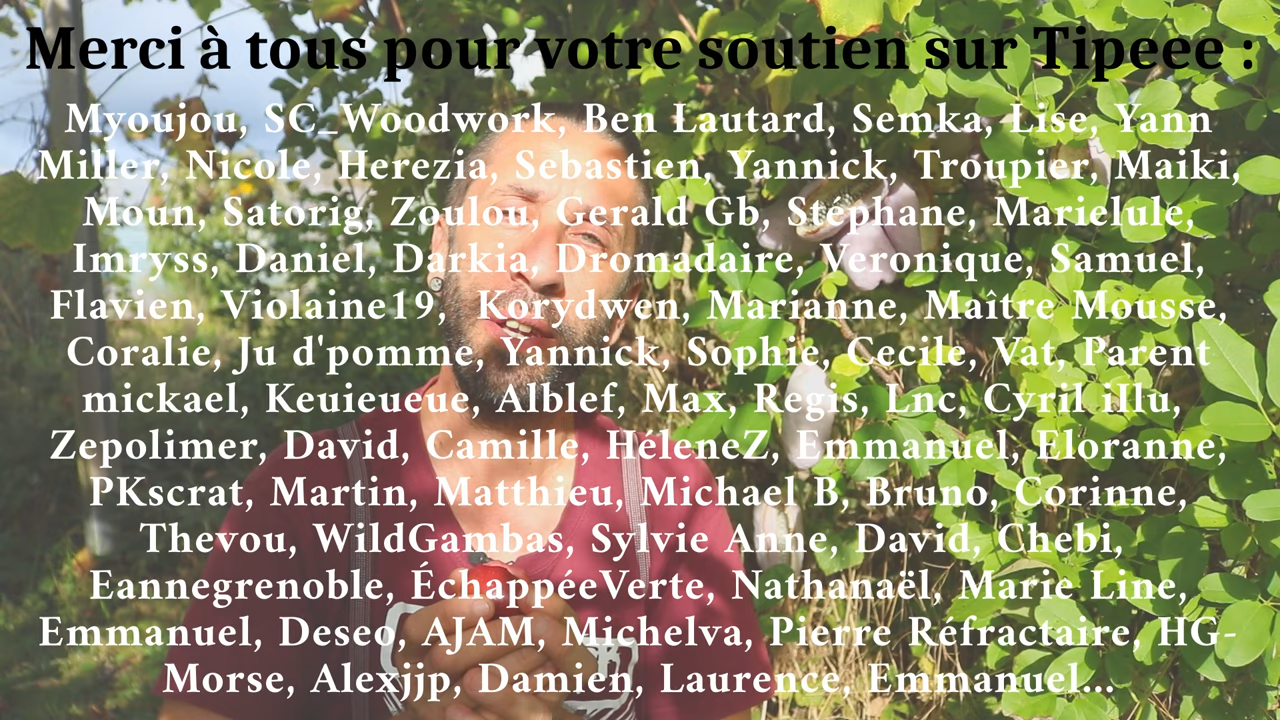 Merci à tous pour votre soutien sur Tipeee :
Myoujou, SC_Woodwork, Ben Lautard, Semka, Lise, Yann
Miller, Nicole, Herezia, Sebastien, Yannick, Troupier, Maiki,
Moun, Satorig, Zoulou, Gerald Gb, Stéphane, Marielule,
Imryss, Daniel, Darkia, Dromadaire, Veronique, Samuel,
Flavien, Violaine19, Korydwen, Marianne, Maître Mousse,
Coralie, Ju d'pomme, Yannick, Sophie, Cecile, Vat, Parent
mickael, Keuieueue, Alblef, Max, Regis, Lnc, Cyril iIlu,
Zepolimer, David, Camille, HéleneZ, Emmanuel, Eloranne,
PKscrat, Martin, Matthieu, Michael B, Bruno, Corinne,
Thevou, WildGambas, Sylvie Anne, David, Chebi,
Eannegrenoble, ÉchappéeVerte, Nathanaël, Marie Line,
Emmanuel, Deseo, AJAM, Michelva, Pierre Réfractaire, HG-
Morse, Alexjjp, Damien, Laurence, Emmanuel...